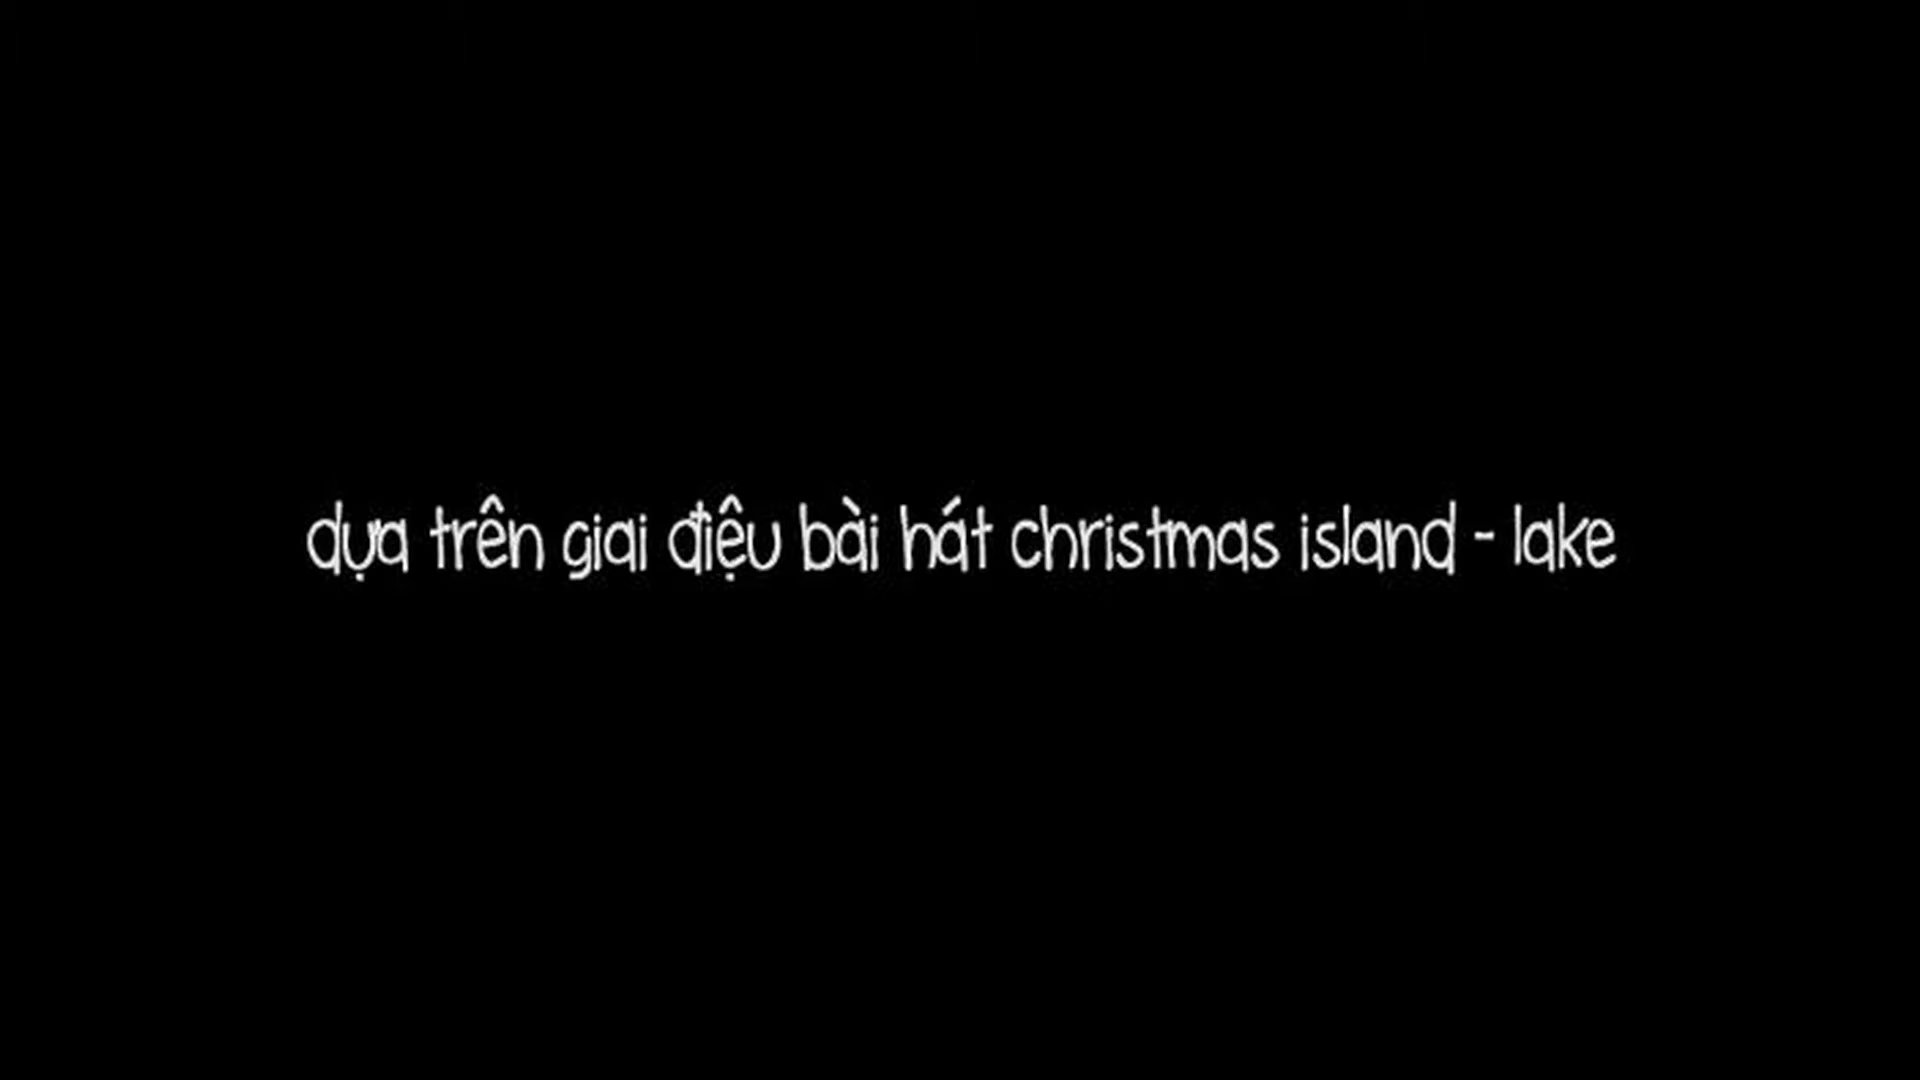 dựa trên giai điệu bài hát christmas island - lake